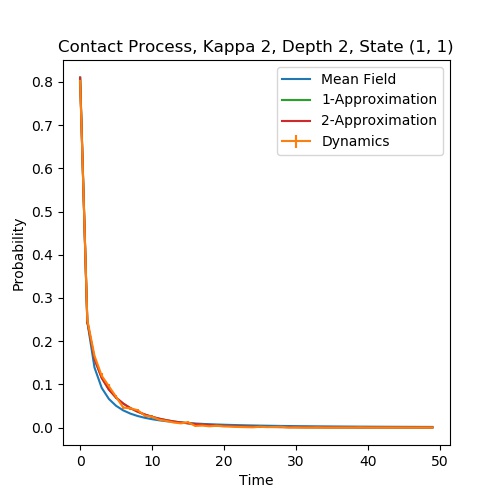 Contact Process, Kappa 2, Depth 2, State (1, 1)
Mean Field
1-Approximation
2-Approximation
Dynamics
Probability
0.8
0.7
0.6
0.5
0.4
0.3
0.2
0.1
0.0
0 10 20 30 40 50
Time